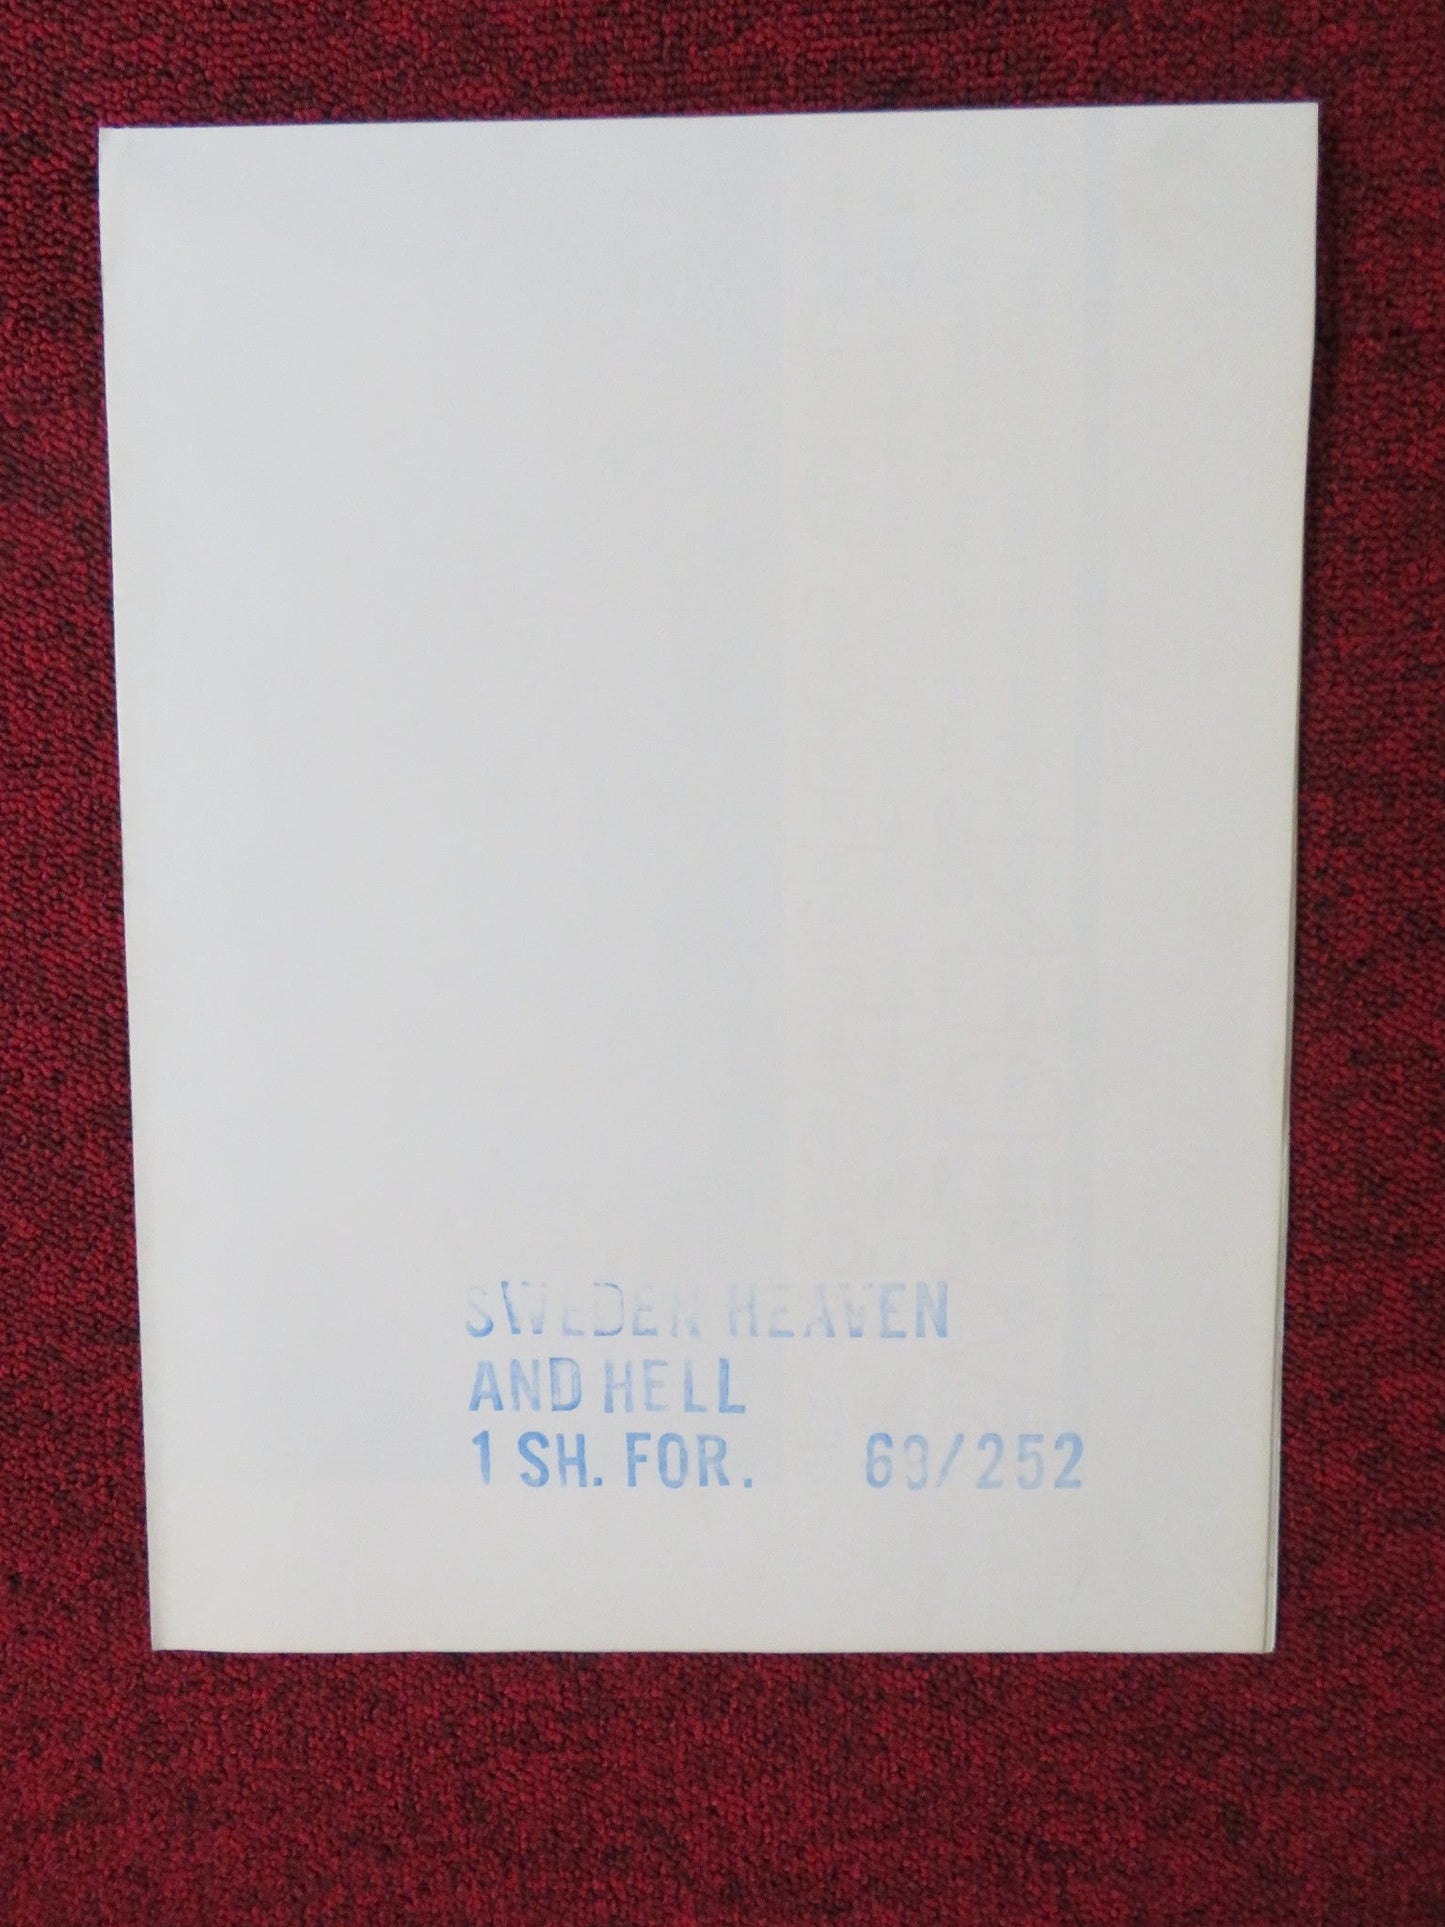 SWEDEN HEAVEN
AND HELL
1 SH. FOR. 69/252